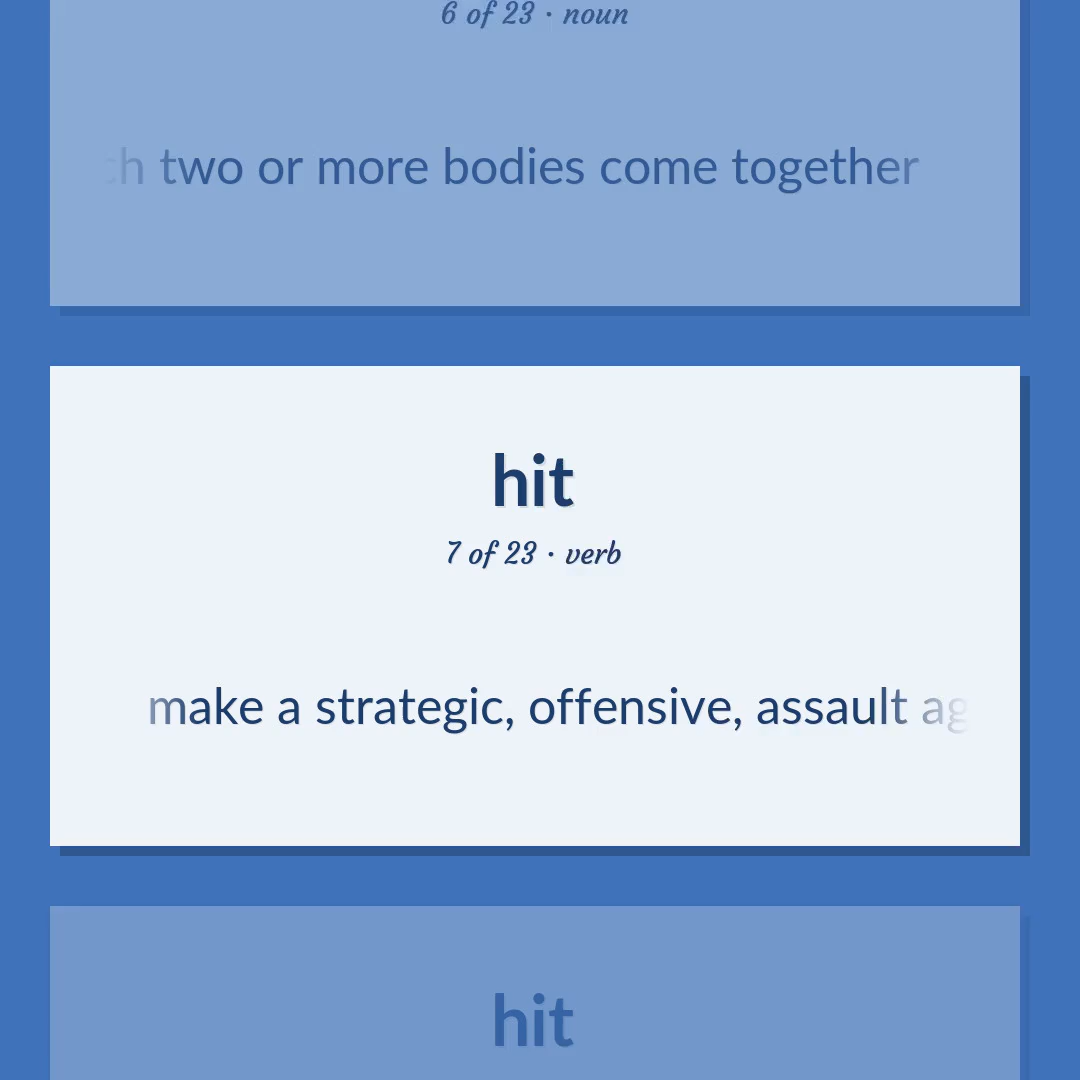 6 of 23 · noun
two or more bodies come together
hit
7 of 23 · verb
make a strategic, offensive, assault
hit